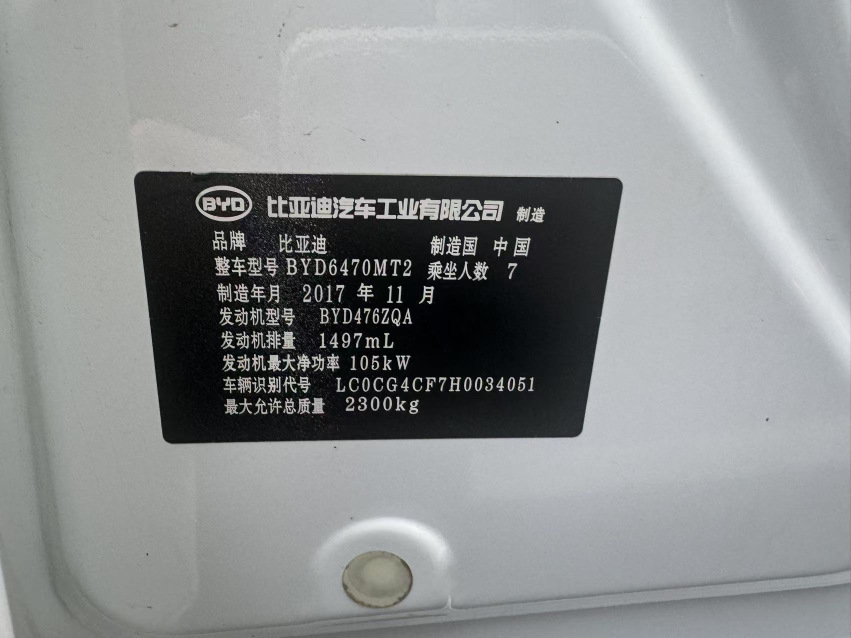 BYD 比亚迪汽车工业有限公司 制造
品牌 比亚迪 制造国 中国
整车型号 BYD6470MT2 乘坐人数 7
制造年月 2017 年 11 月
发动机型号 BYD476ZQA
发动机排量 1497mL
发动机最大净功率 105kW
车辆识别代号 LC0CG4CF7H0034051
最大允许总质量 2300kg